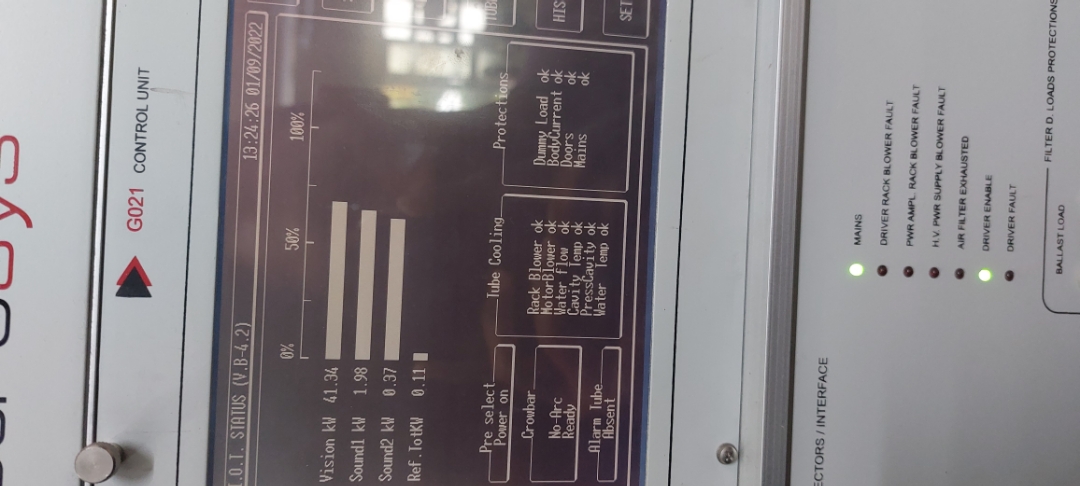 G021 CONTROL UNIT
I.O.T. STATUS (V.B-4.2) 13:24:26 01/09/2022
0% 50% 100%
Vision kW 41.34
Sound1 kW 1.98
Sound2 kW 0.37
Ref.TotKW 0.11
Pre select
Power on
Crowbar
No-Arc
Ready
Alarm Tube
Absent
Tube Cooling
Rack Blower ok
MotorBlower ok
Water flow ok
Cavity Temp ok
PressCavity ok
Water Temp ok
Protections
Dummy Load ok
BodyCurrent ok
Doors ok
Mains ok
HIS
SET
MAINS
DRIVER RACK BLOWER FAULT
PWR AMPL. RACK BLOWER FAULT
H.V. PWR SUPPLY BLOWER FAULT
AIR FILTER EXHAUSTED
DRIVER ENABLE
DRIVER FAULT
ECTORS / INTERFACE
FILTER D. LOADS PROTECTIONS
BALLAST LOAD